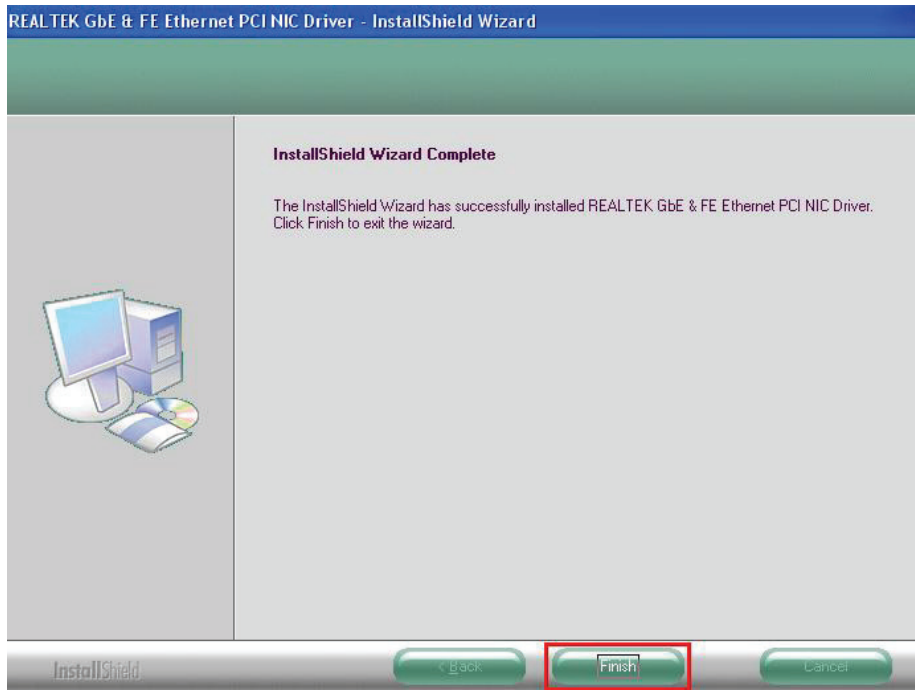 REALTEK GbE & FE Ethernet PCI NIC Driver - InstallShield Wizard
InstallShield Wizard Complete
The InstallShield Wizard has successfully installed REALTEK GbE & FE Ethernet PCI NIC Driver.
Click Finish to exit the wizard.
InstallShield
< Back
Finish
Cancel